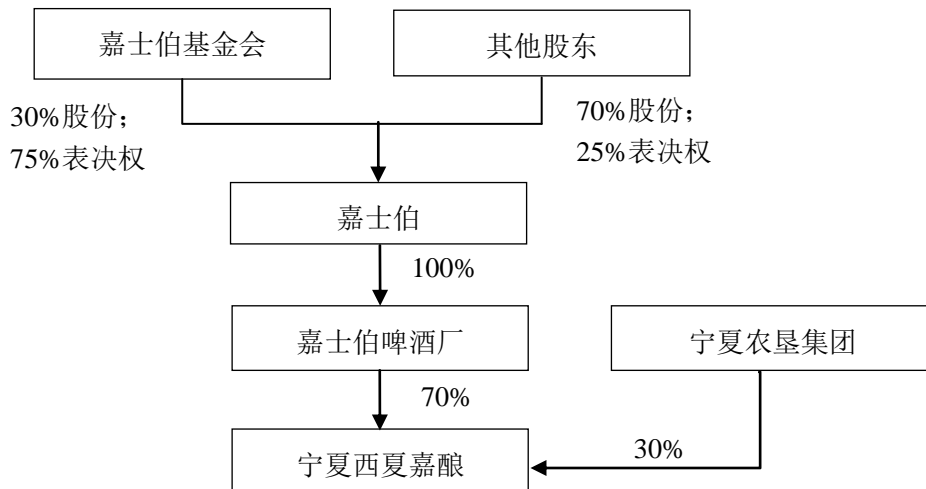 嘉士伯基金会
其他股东
30%股份；
75%表决权
70%股份；
25%表决权
嘉士伯
100%
嘉士伯啤酒厂
宁夏农垦集团
70%
30%
宁夏西夏嘉酿